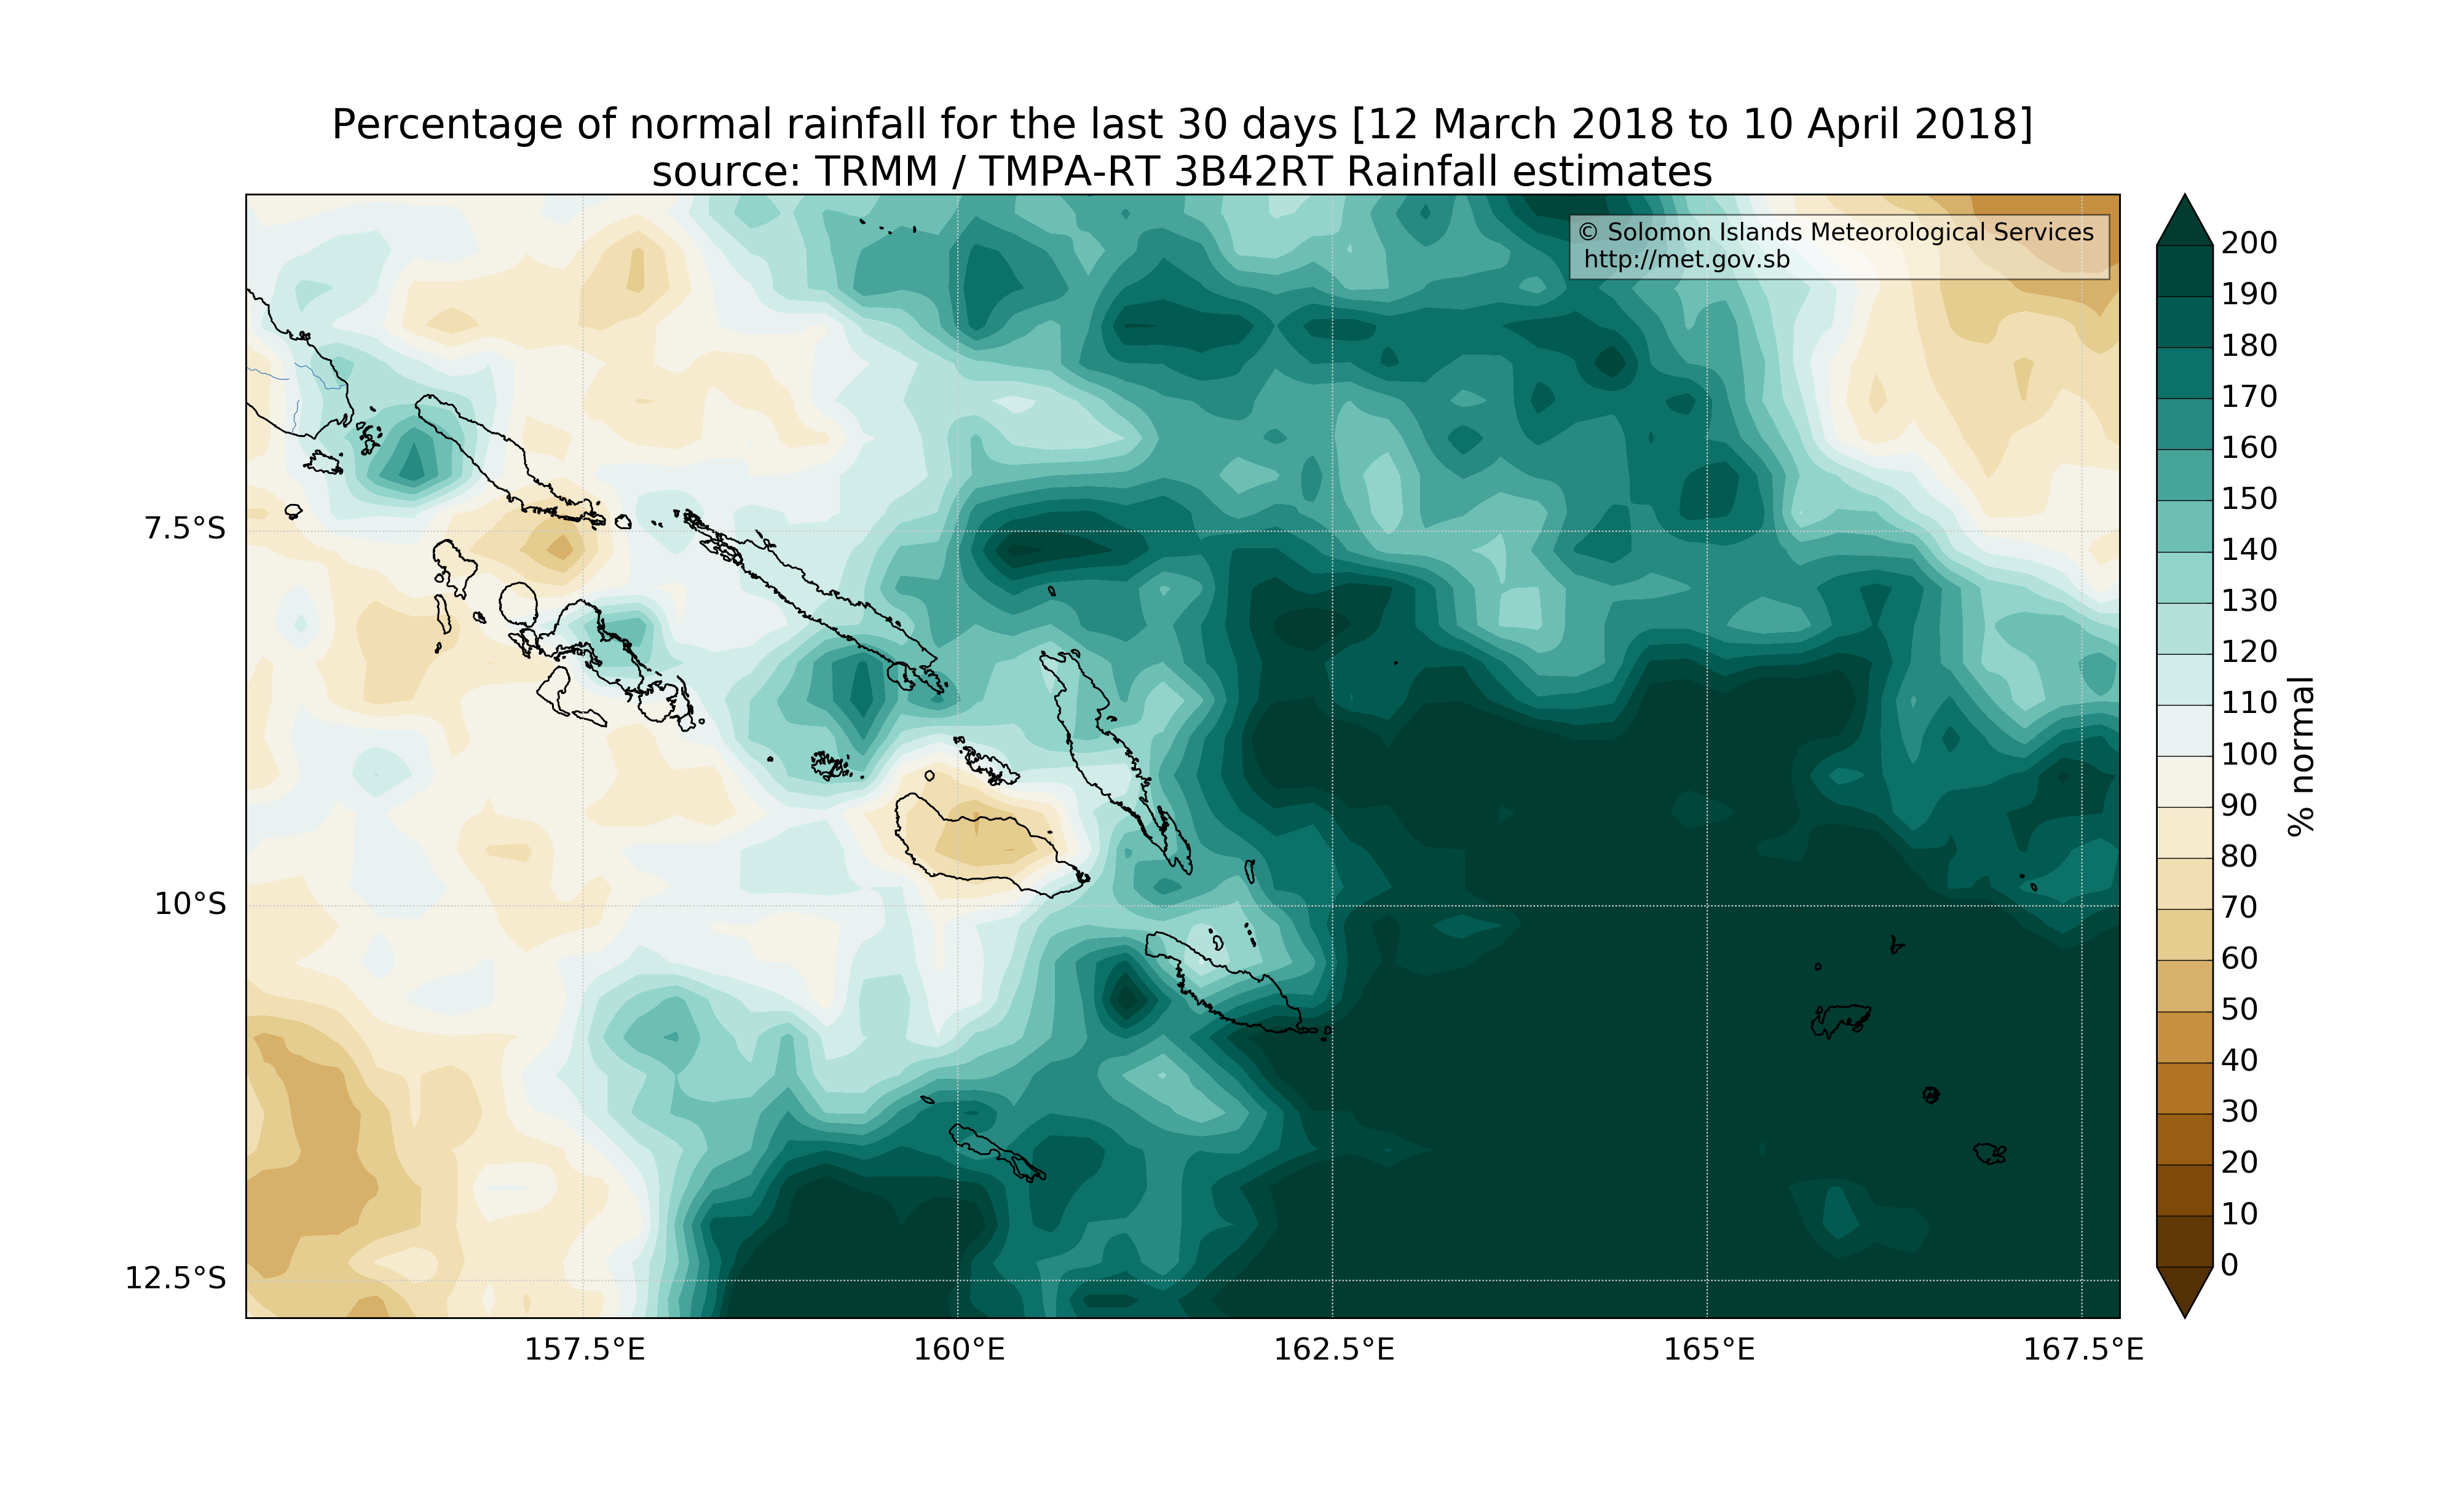 Percentage of normal rainfall for the last 30 days [12 March 2018 to 10 April 2018]
source: TRMM / TMPA-RT 3B42RT Rainfall estimates
© Solomon Islands Meteorological Services
http://met.gov.sb
7.5°S
10°S
12.5°S
157.5°E
160°E
162.5°E
165°E
167.5°E
200
190
180
170
160
150
140
130
120
110
100
90
80
70
60
50
40
30
20
10
0
% normal